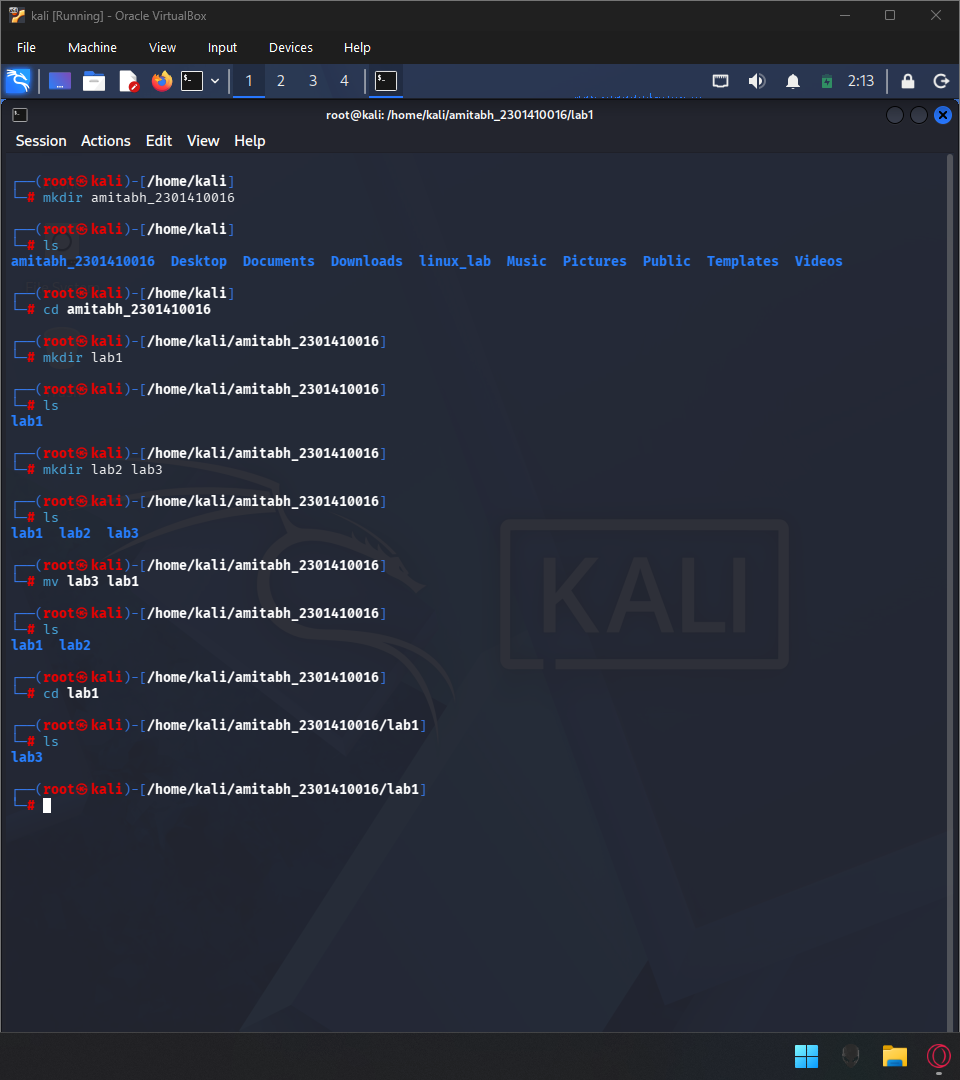 kali [Running] - Oracle VirtualBox
File Machine View Input Devices Help
1 2 3 4 2:13
root@kali: /home/kali/amitabh_2301410016/lab1
Session Actions Edit View Help
┌──(root㉿kali)-[/home/kali]
└─# mkdir amitabh_2301410016
┌──(root㉿kali)-[/home/kali]
└─# ls
amitabh_2301410016 Desktop Documents Downloads linux_lab Music Pictures Public Templates Videos
┌──(root㉿kali)-[/home/kali]
└─# cd amitabh_2301410016
┌──(root㉿kali)-[/home/kali/amitabh_2301410016]
└─# mkdir lab1
┌──(root㉿kali)-[/home/kali/amitabh_2301410016]
└─# ls
lab1
┌──(root㉿kali)-[/home/kali/amitabh_2301410016]
└─# mkdir lab2 lab3
┌──(root㉿kali)-[/home/kali/amitabh_2301410016]
└─# ls
lab1 lab2 lab3
┌──(root㉿kali)-[/home/kali/amitabh_2301410016]
└─# mv lab3 lab1
┌──(root㉿kali)-[/home/kali/amitabh_2301410016]
└─# ls
lab1 lab2
┌──(root㉿kali)-[/home/kali/amitabh_2301410016]
└─# cd lab1
┌──(root㉿kali)-[/home/kali/amitabh_2301410016/lab1]
└─# ls
lab3
┌──(root㉿kali)-[/home/kali/amitabh_2301410016/lab1]
└─#
KALI